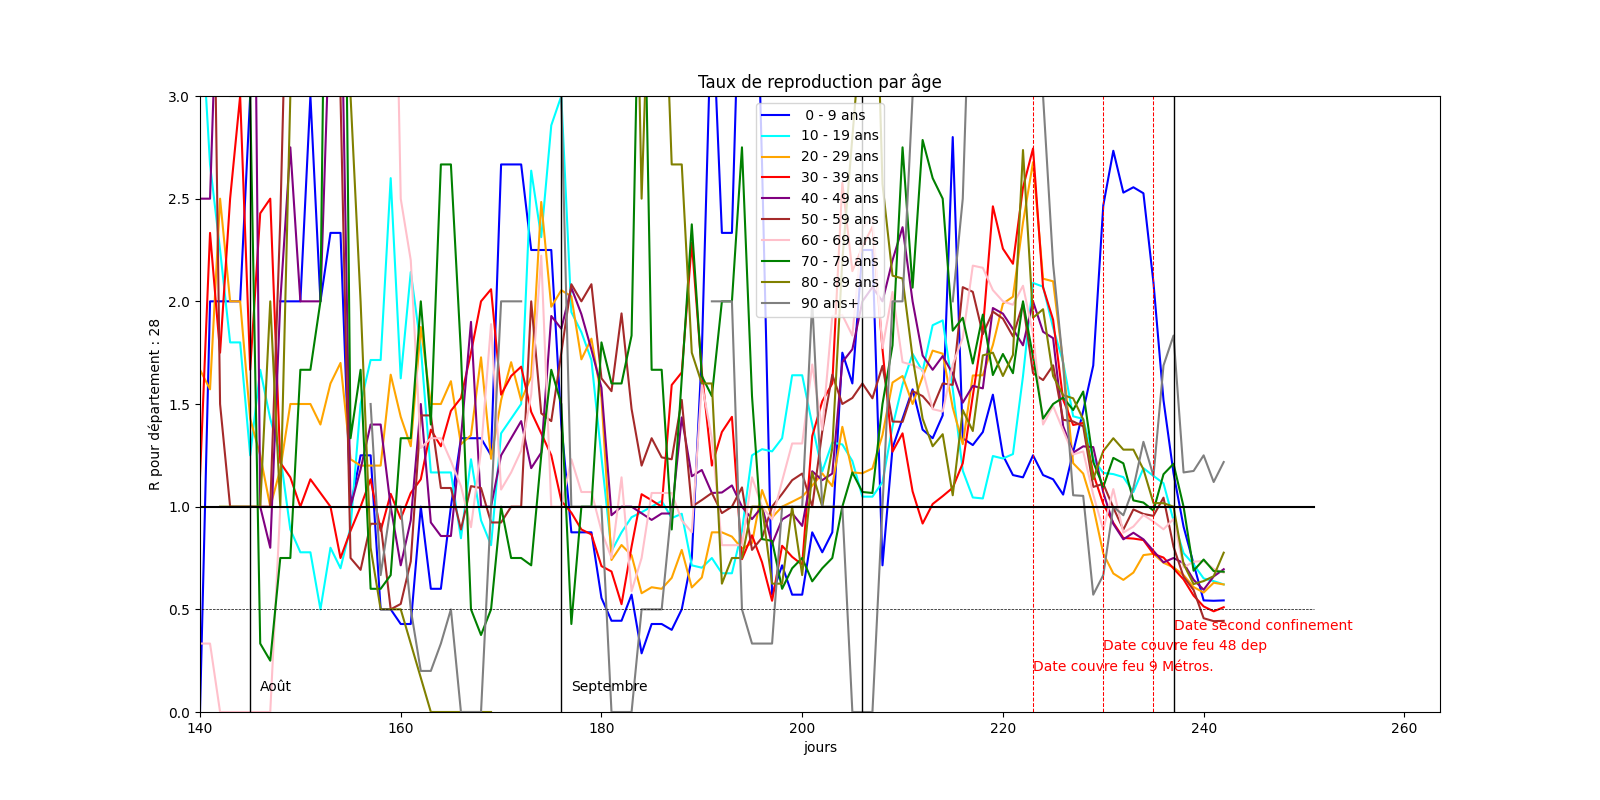 Taux de reproduction par âge
R pour département : 28
3.0
2.5
2.0
1.5
1.0
0.5
0.0
0 - 9 ans
10 - 19 ans
20 - 29 ans
30 - 39 ans
40 - 49 ans
50 - 59 ans
60 - 69 ans
70 - 79 ans
80 - 89 ans
90 ans+
Date second confinement
Date couvre feu 48 dep
Date couvre feu 9 Métros.
Août
Septembre
140
160
180
200
220
240
260
jours